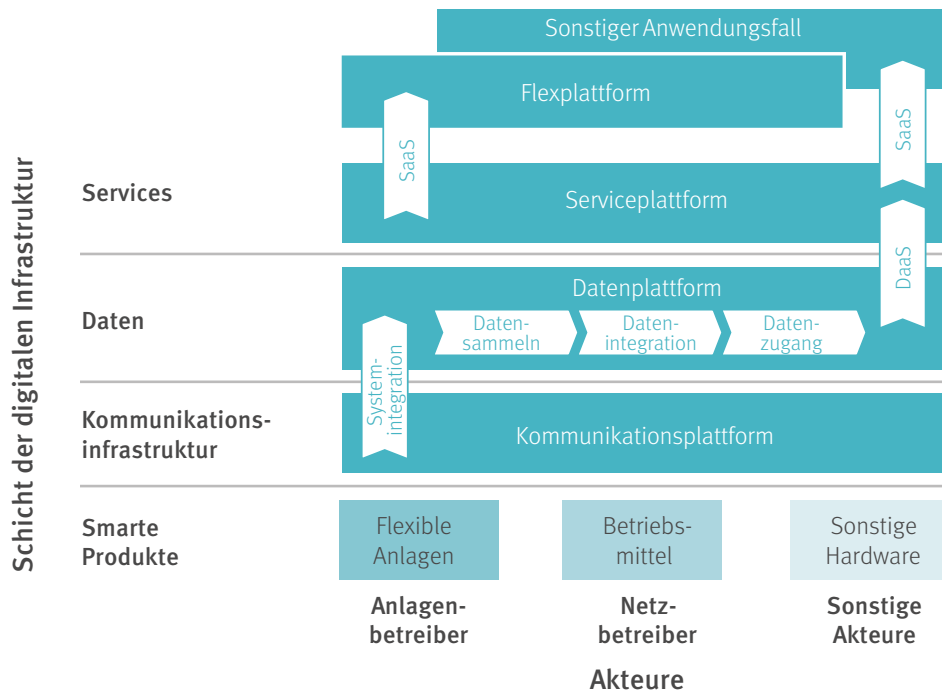 Schicht der digitalen Infrastruktur
Sonstiger Anwendungsfall
Flexplattform
SaaS
SaaS
Services
Serviceplattform
DaaS
Daten
Datenplattform
Daten-
sammeln
Daten-
integration
Daten-
zugang
System-
integration
Kommunikations-
infrastruktur
Kommunikationsplattform
Smarte
Produkte
Flexible
Anlagen
Betriebs-
mittel
Sonstige
Hardware
Anlagen-
betreiber
Netz-
betreiber
Sonstige
Akteure
Akteure